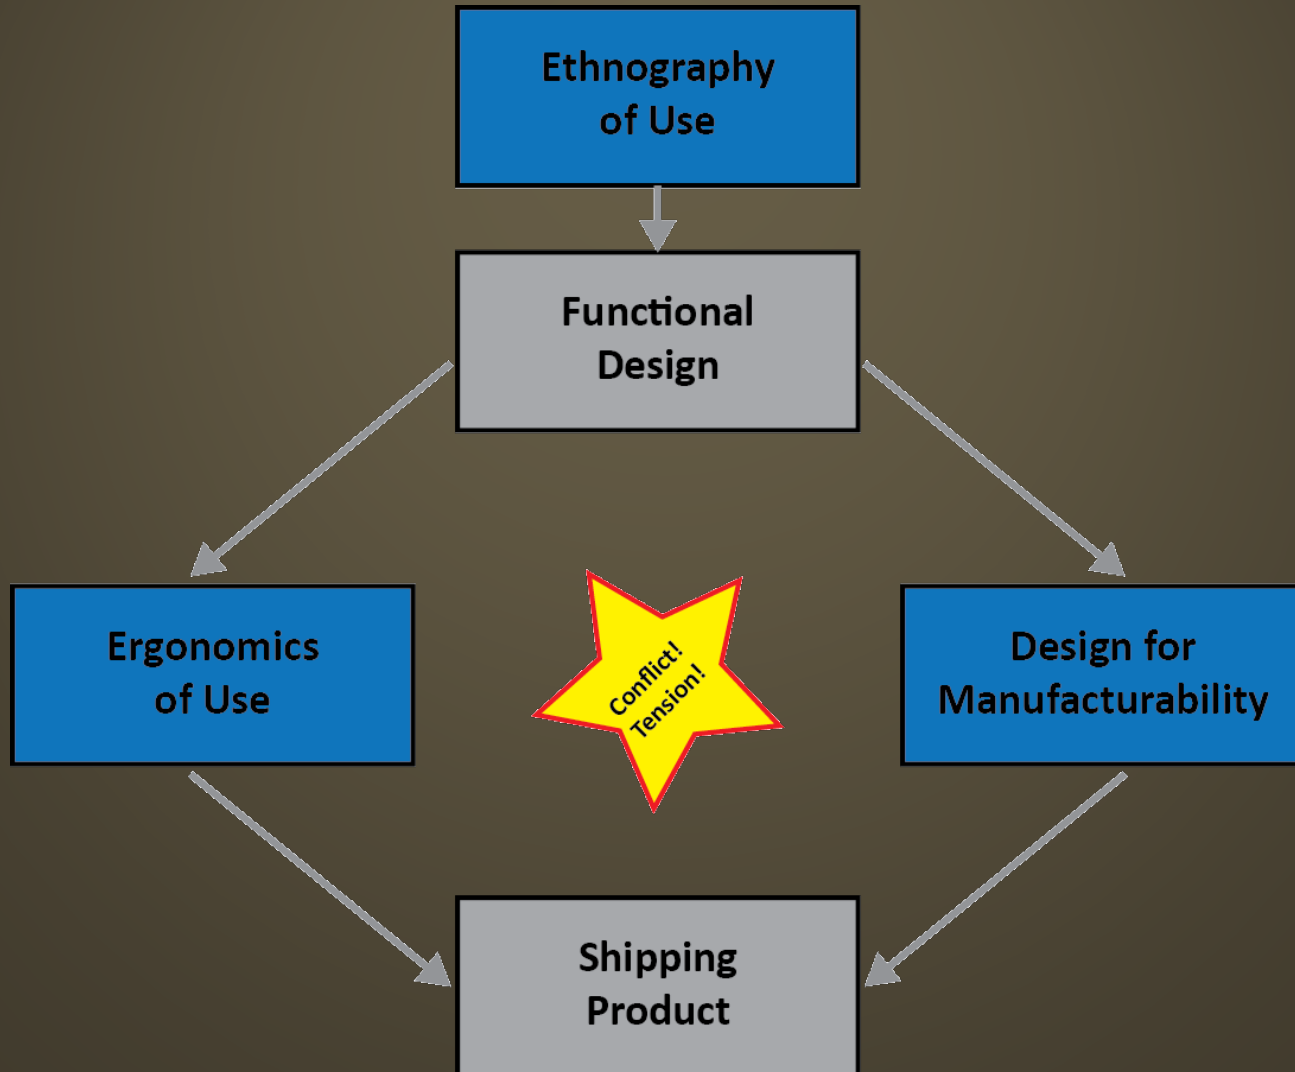 Ethnography
of Use
Functional
Design
Ergonomics
of Use
Conflict!
Tension!
Design for
Manufacturability
Shipping
Product